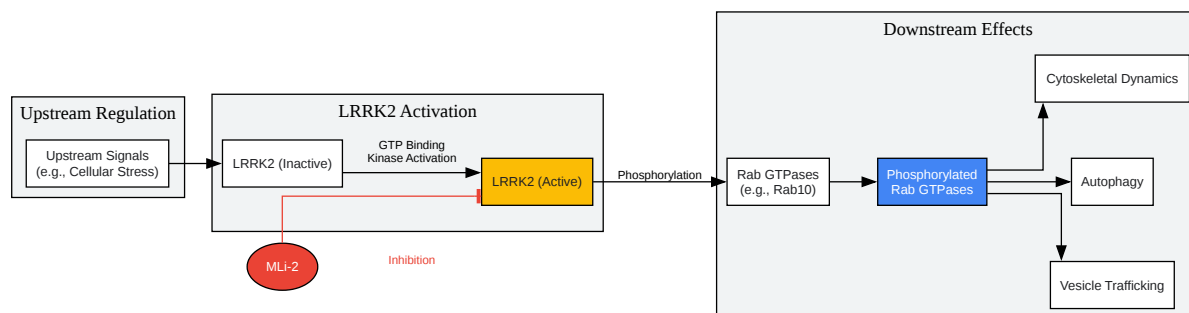 Upstream Regulation
Upstream Signals
(e.g., Cellular Stress)
LRRK2 Activation
LRRK2 (Inactive)
GTP Binding
Kinase Activation
LRRK2 (Active)
MLi-2
Inhibition
Phosphorylation
Downstream Effects
Rab GTPases
(e.g., Rab10)
Phosphorylated
Rab GTPases
Cytoskeletal Dynamics
Autophagy
Vesicle Trafficking